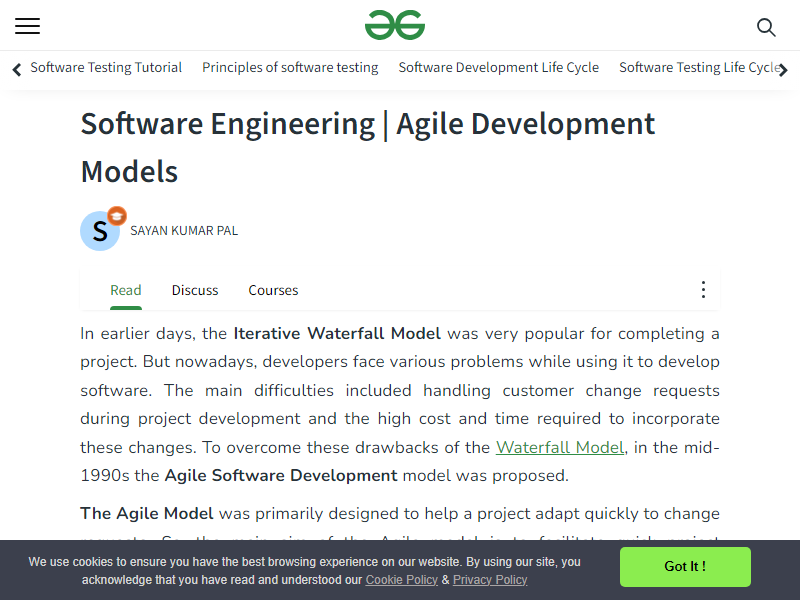 Software Testing Tutorial Principles of software testing Software Development Life Cycle Software Testing Life Cycle
Software Engineering | Agile Development
Models
S SAYAN KUMAR PAL
Read Discuss Courses
In earlier days, the Iterative Waterfall Model was very popular for completing a
project. But nowadays, developers face various problems while using it to develop
software. The main difficulties included handling customer change requests
during project development and the high cost and time required to incorporate
these changes. To overcome these drawbacks of the Waterfall Model, in the mid-
1990s the Agile Software Development model was proposed.
The Agile Model was primarily designed to help a project adapt quickly to change
We use cookies to ensure you have the best browsing experience on our website. By using our site, you
acknowledge that you have read and understood our Cookie Policy & Privacy Policy
Got It !